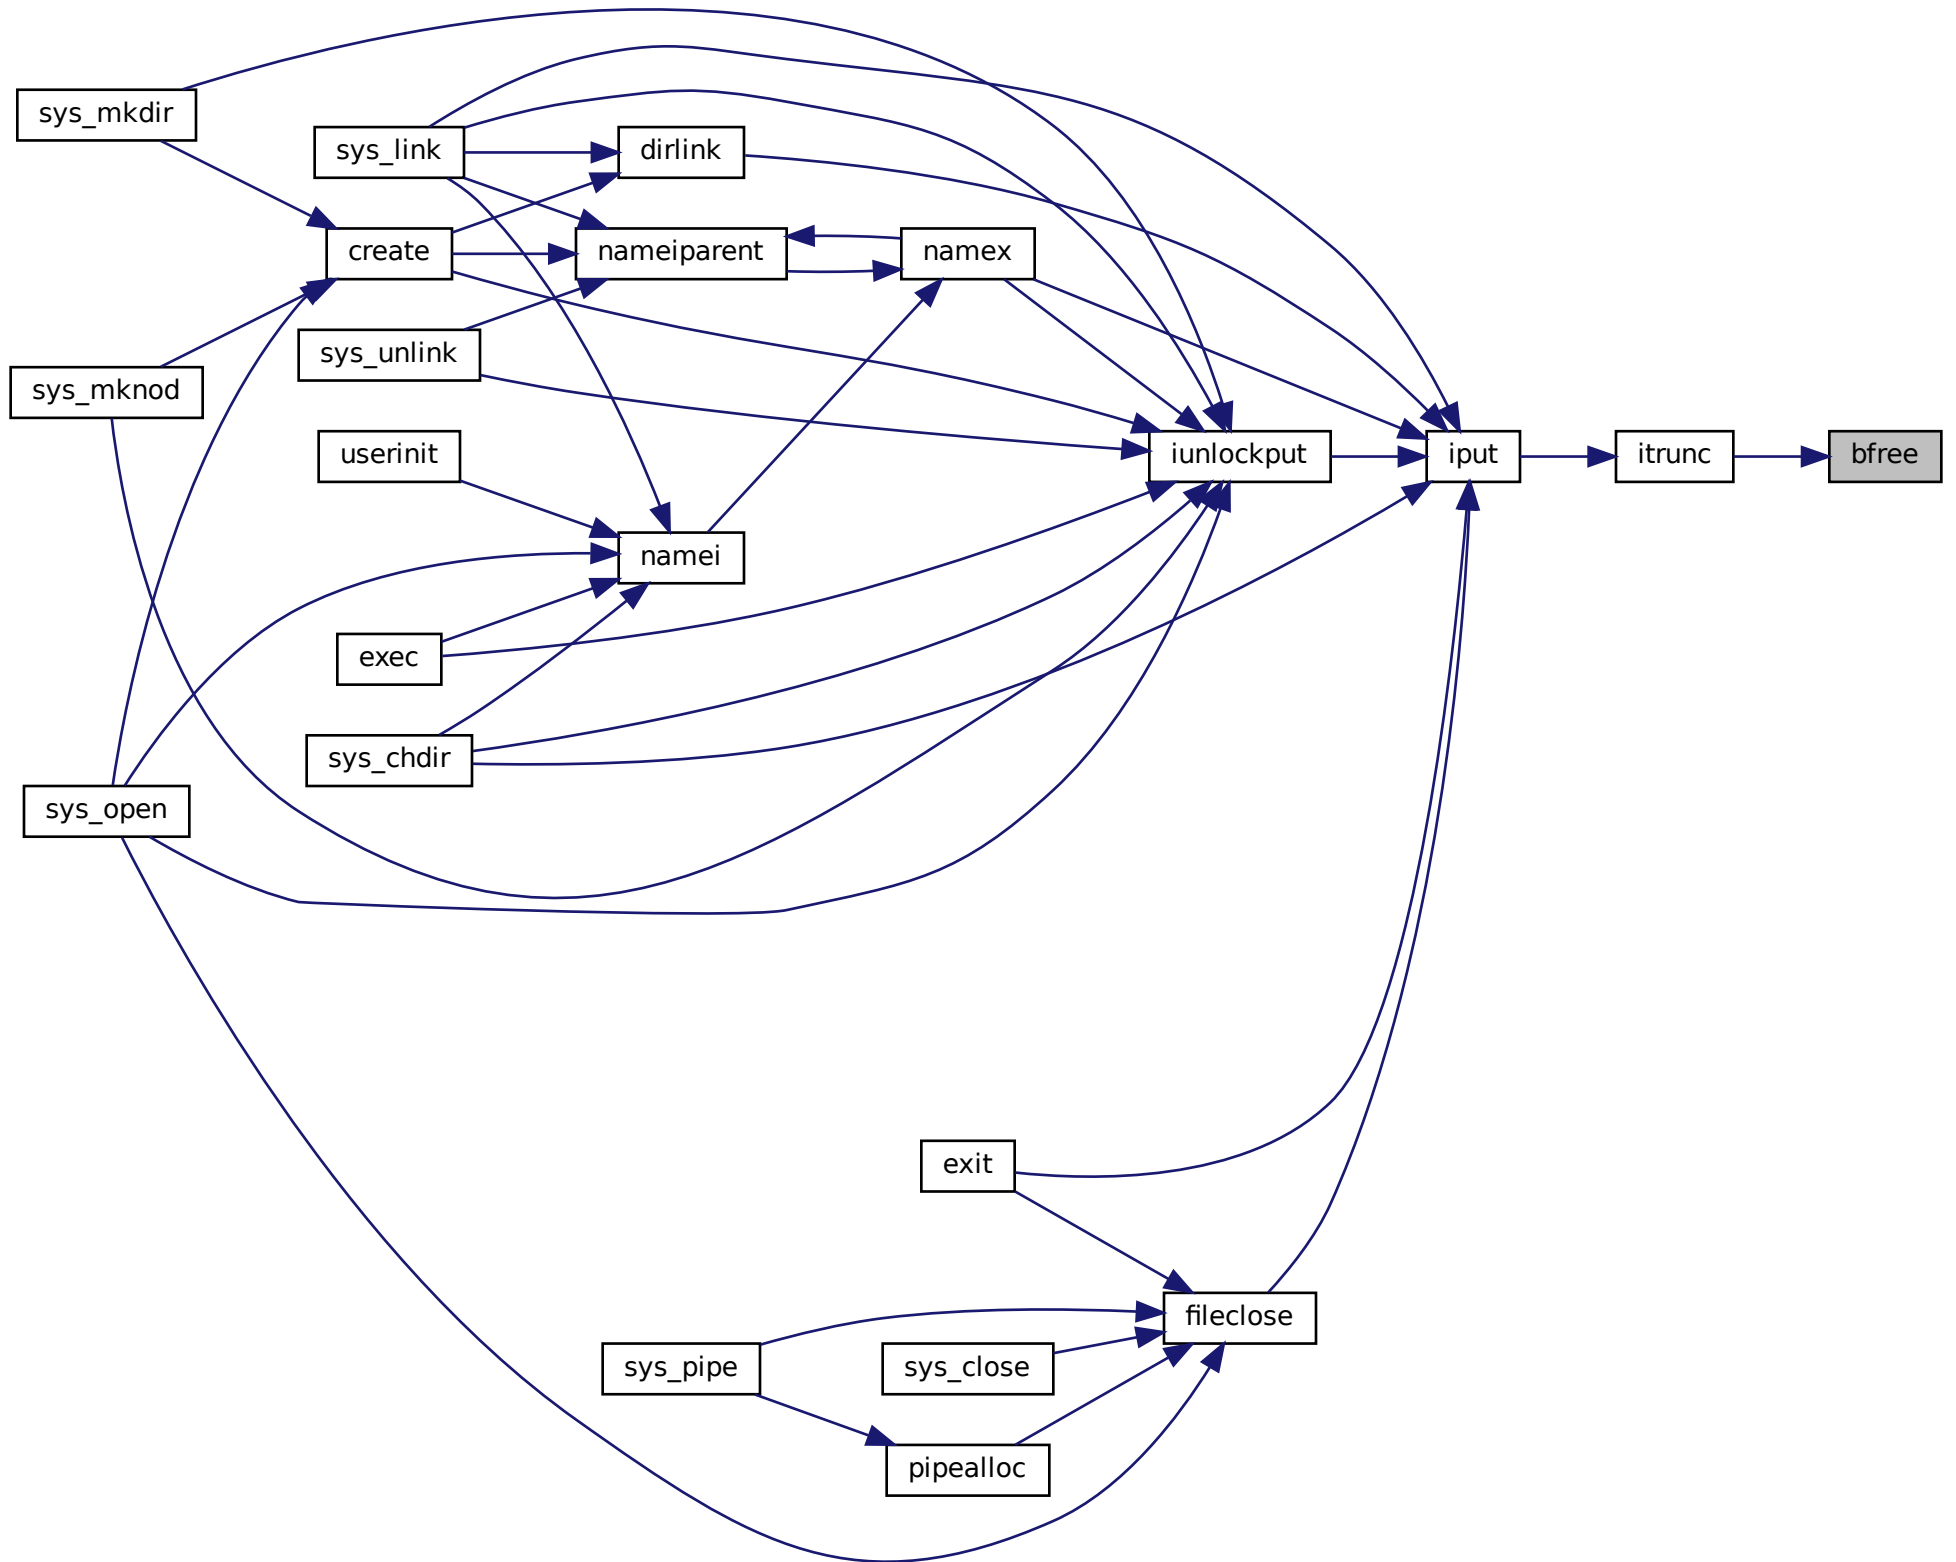 sys_mkdir
sys_link
dirlink
create
nameiparent
namex
sys_unlink
sys_mknod
userinit
iunlockput
iput
itrunc
bfree
namei
exec
sys_chdir
sys_open
exit
fileclose
sys_pipe
sys_close
pipealloc